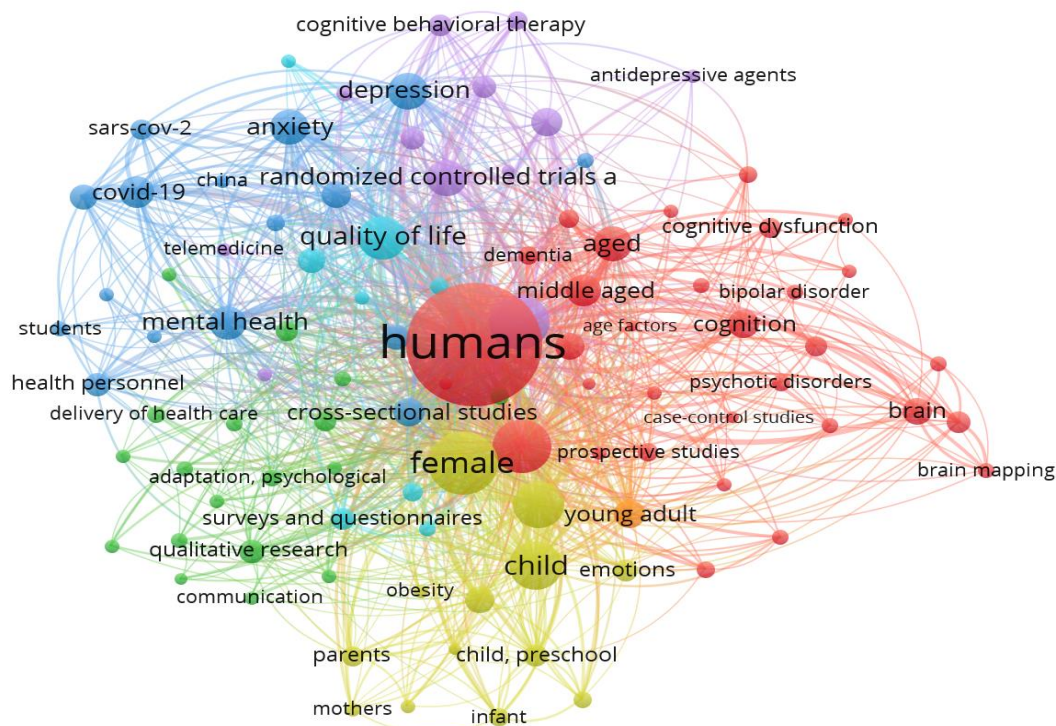 cognitive behavioral therapy
antidepressive agents
depression
sars-cov-2
anxiety
covid-19
china
randomized controlled trials a
telemedicine
quality of life
aged
cognitive dysfunction
dementia
middle aged
bipolar disorder
students
mental health
humans
age factors
cognition
health personnel
psychotic disorders
delivery of health care
cross-sectional studies
case-control studies
brain
prospective studies
brain mapping
adaptation, psychological
female
surveys and questionnaires
young adult
qualitative research
child
emotions
communication
obesity
parents
child, preschool
mothers
infant